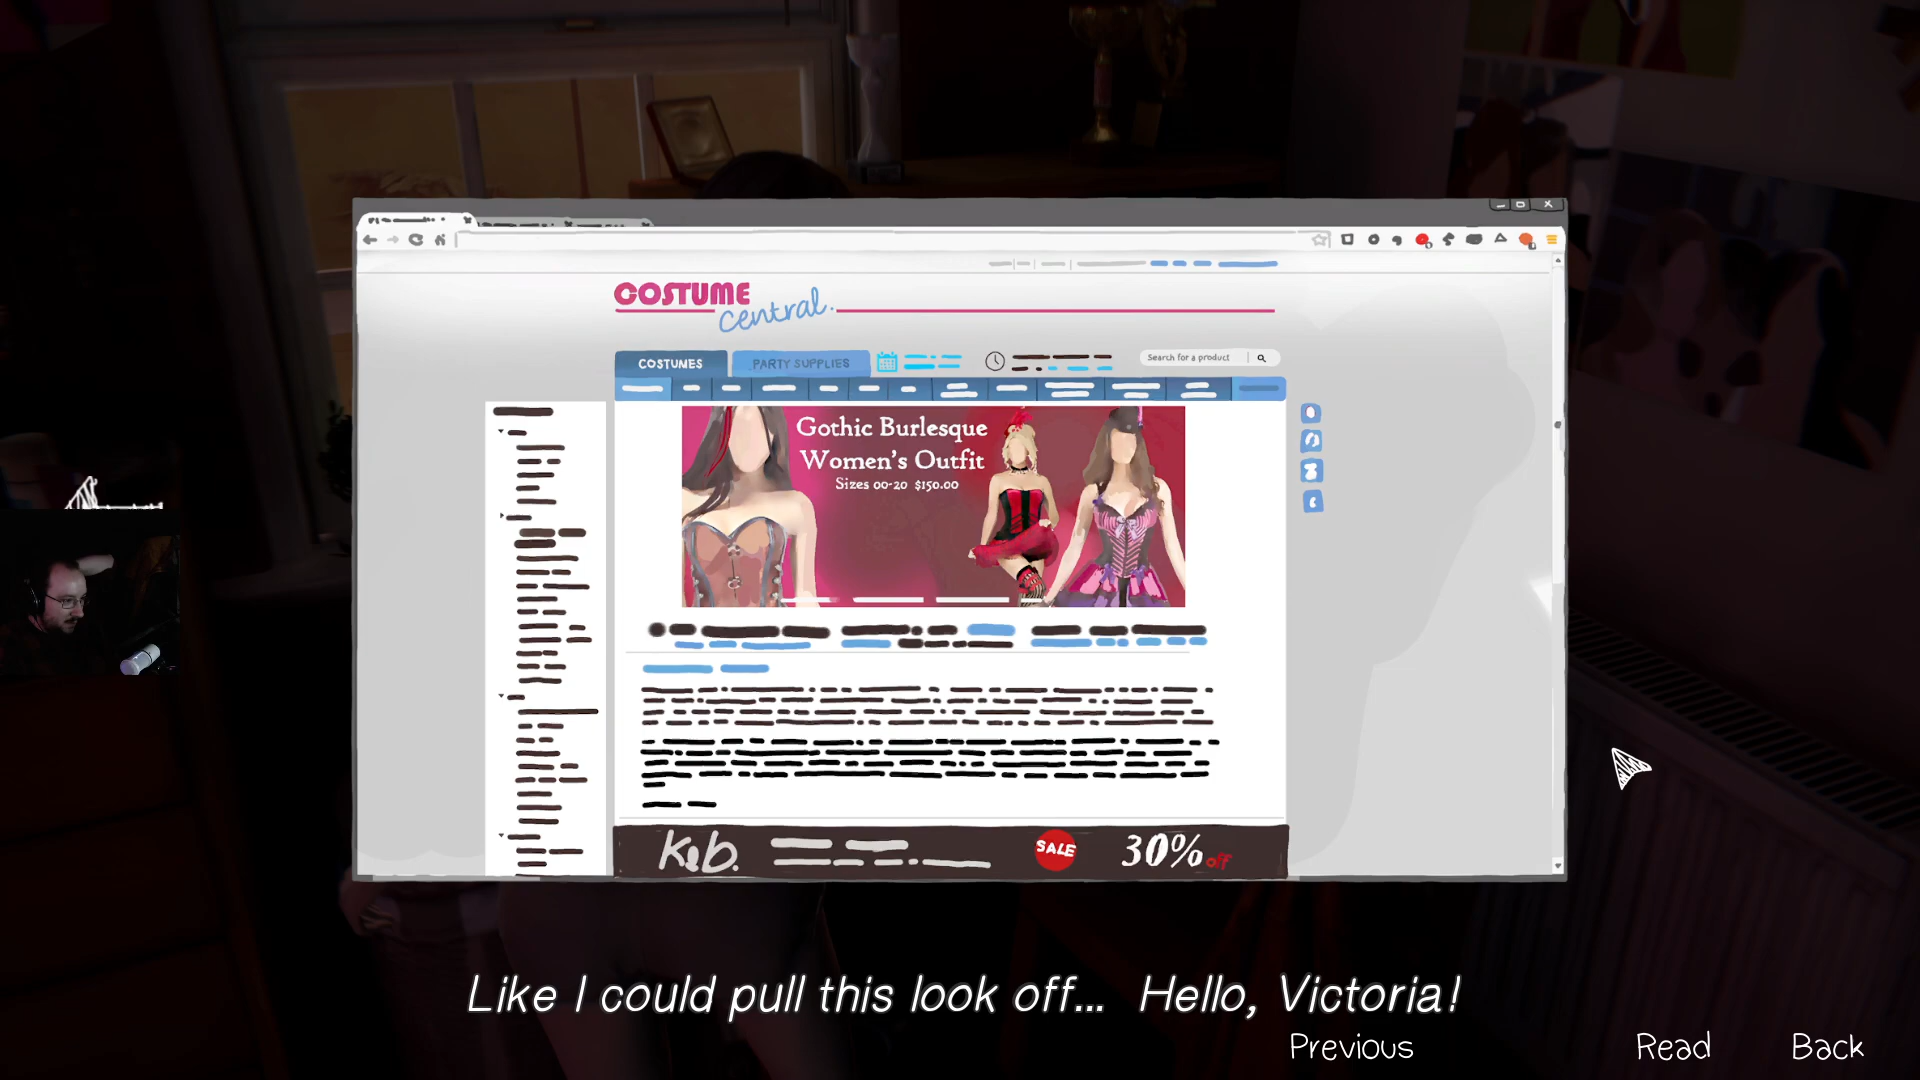 COSTUME
central.
COSTUMES
PARTY SUPPLIES
Search for a product
Gothic Burlesque
Women's Outfit
Sizes 00-20 $150.00
SALE
30% off
Like I could pull this look off... Hello, Victoria!
Previous
Read
Back